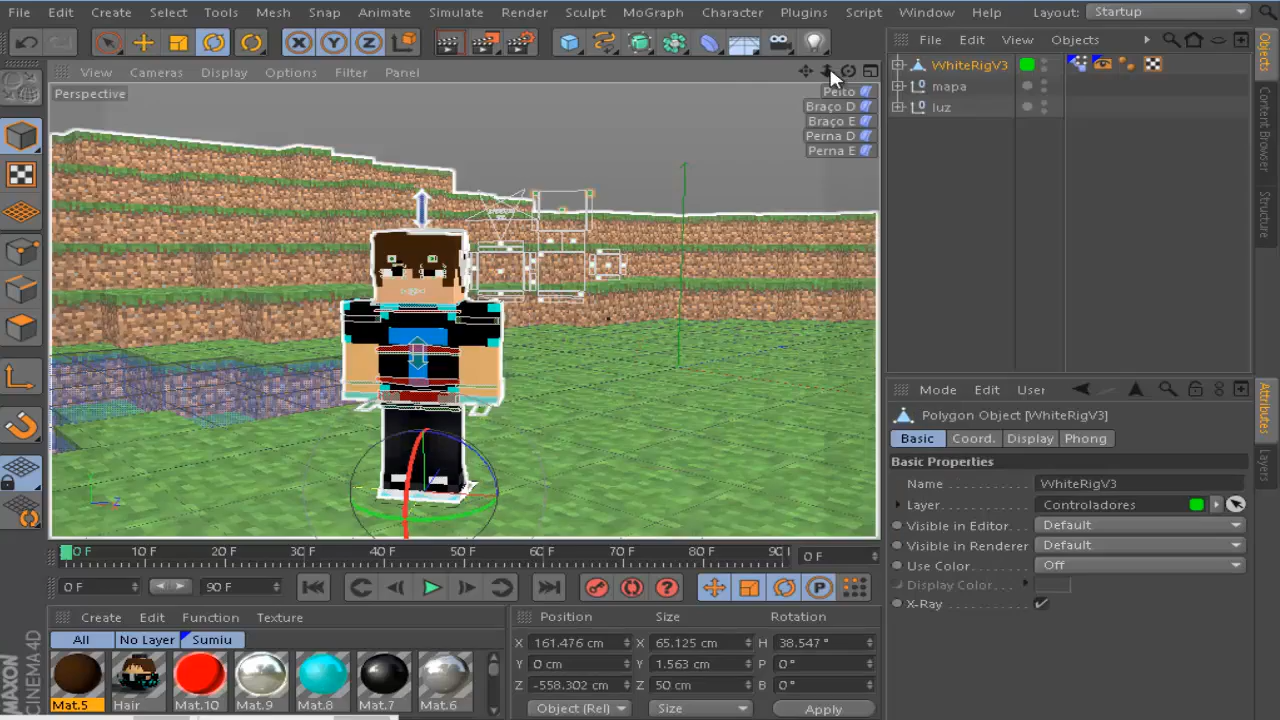 File Edit Create Select Tools Mesh Snap Animate Simulate Render Sculpt MoGraph Character Plugins Script Window Help Layout: Startup
File Edit View Objects
View Cameras Display Options Filter Panel
WhiteRigV3
mapa
luz
Perspective
Peito
Braço D
Braço E
Perna D
Perna E
Objects
Content Browser
Structure
Mode Edit User
Polygon Object [WhiteRigV3]
Basic Coord. Display Phong
Basic Properties
Name WhiteRigV3
Layer Controladores
Visible in Editor Default
Visible in Renderer Default
Use Color Off
Display Color
X-Ray
Attributes
Layers
0 F 10 F 20 F 30 F 40 F 50 F 60 F 70 F 80 F 90 0 F
0 F 90 F
Create Edit Function Texture
All No Layer Sumiu
Mat.5 Hair Mat.10 Mat.9 Mat.8 Mat.7 Mat.6
Position Size Rotation
X 161.476 cm X 65.125 cm H 38.547 °
Y 0 cm Y 1.563 cm P 0 °
Z -558.302 cm Z 50 cm B 0 °
Object (Rel) Size Apply
MAXON
CINEMA 4D